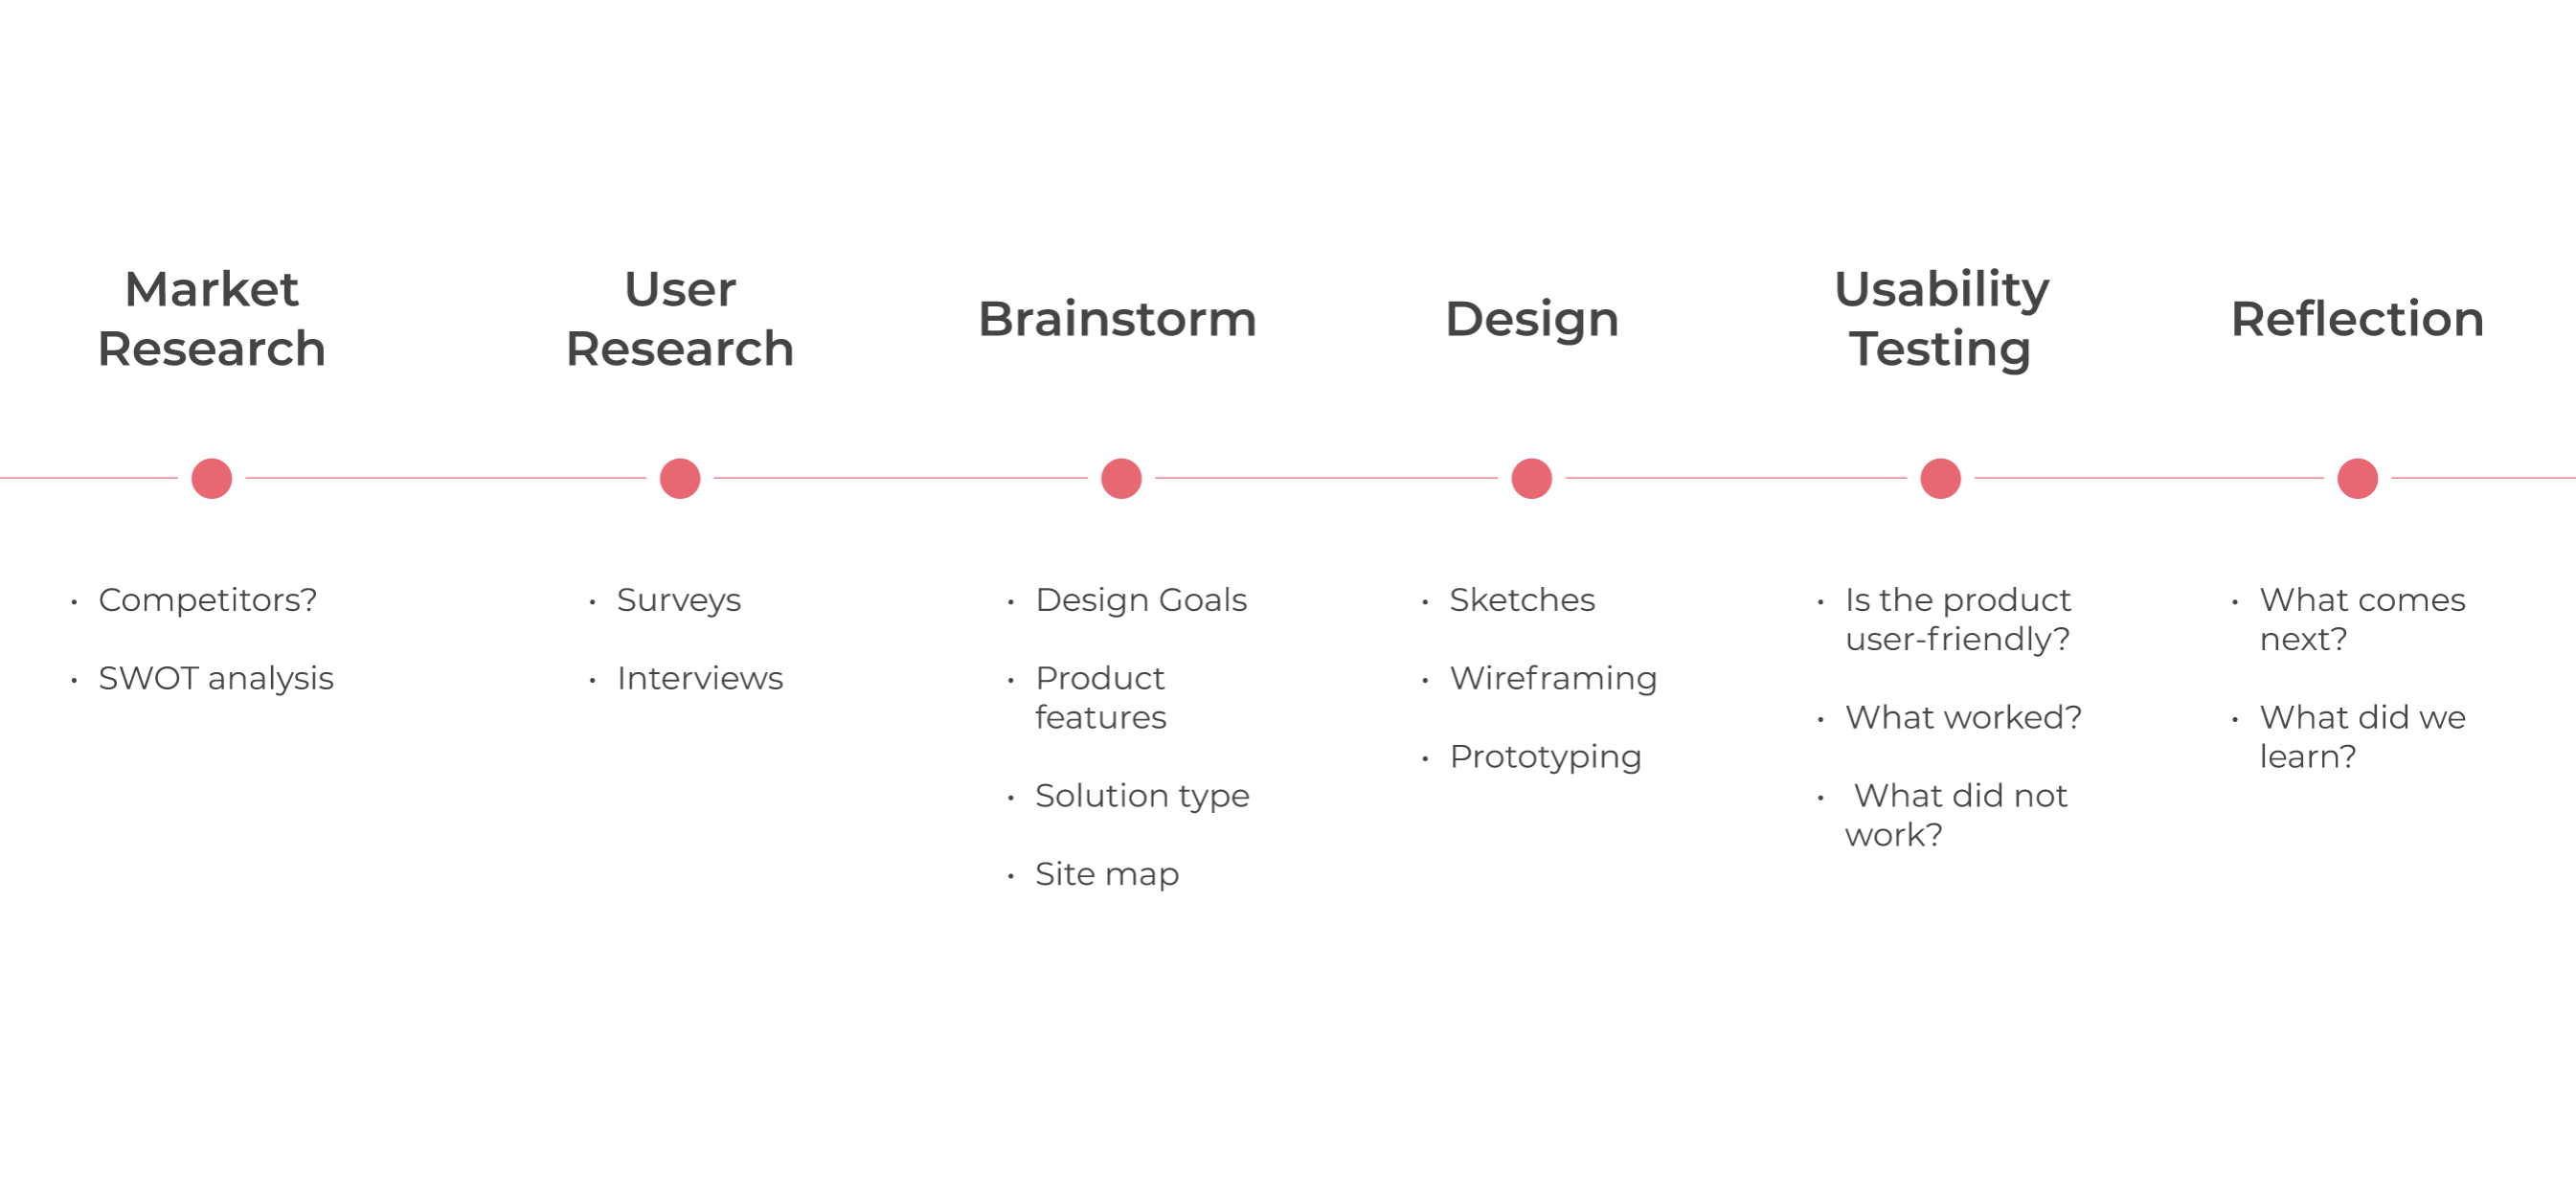 Market
Research
User
Research
Brainstorm
Design
Usability
Testing
Reflection
• Competitors?
• SWOT analysis
• Surveys
• Interviews
• Design Goals
• Product
features
• Solution type
• Site map
• Sketches
• Wireframing
• Prototyping
• Is the product
user-friendly?
• What worked?
• What did not
work?
• What comes
next?
• What did we
learn?